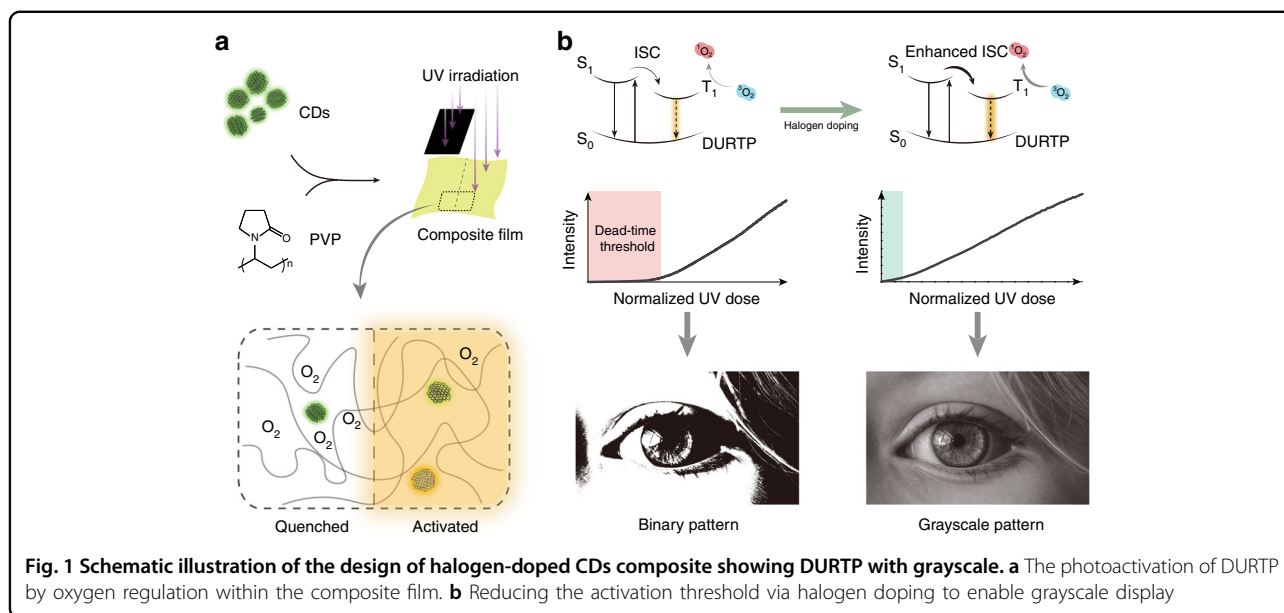 a
CDs
PVP
N
O
n
UV irradiation
Composite film
O₂
O₂
O₂
O₂
O₂
O₂
Quenched
Activated
b
S₁
ISC
¹O₂
T₁
³O₂
S₀
DURTP
Halogen doping
Enhanced ISC
S₁
¹O₂
T₁
³O₂
S₀
DURTP
Intensity
Dead-time
threshold
Normalized UV dose
Intensity
Normalized UV dose
Binary pattern
Grayscale pattern
Fig. 1 Schematic illustration of the design of halogen-doped CDs composite showing DURTP with grayscale. a The photoactivation of DURTP
by oxygen regulation within the composite film. b Reducing the activation threshold via halogen doping to enable grayscale display